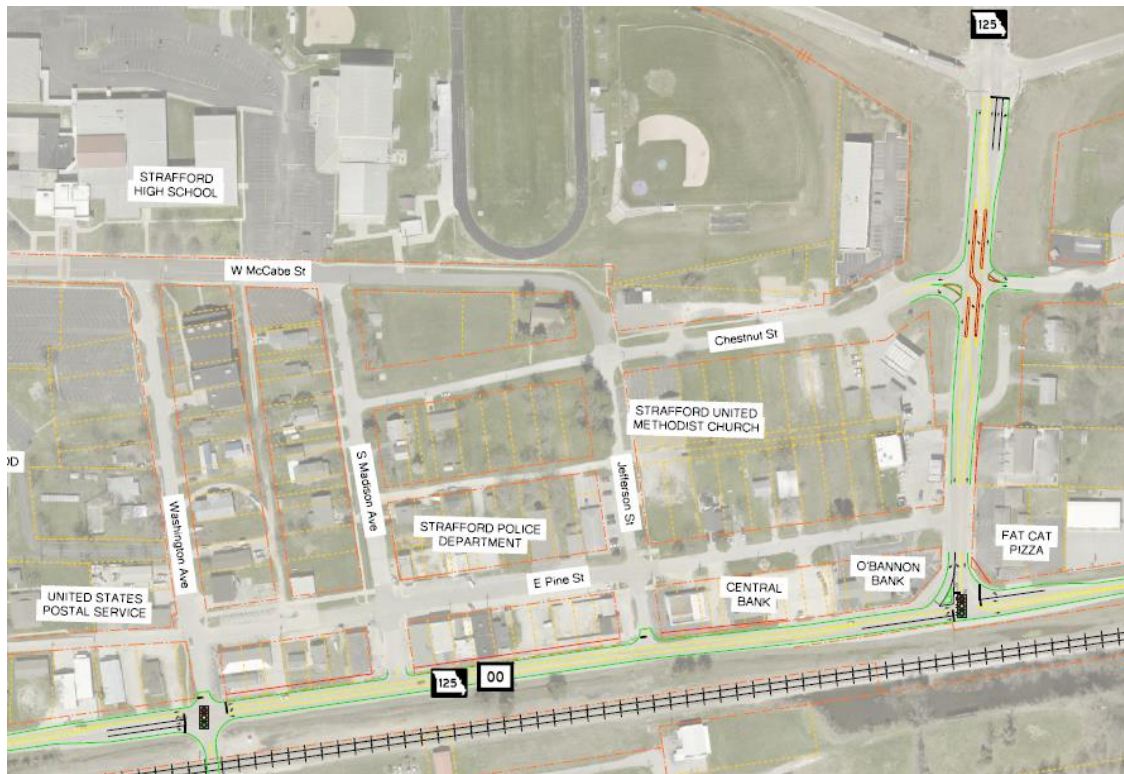 125
STRAFFORD
HIGH SCHOOL
W McCabe St
Chestnut St
STRAFFORD UNITED
METHODIST CHURCH
OD
S Madison Ave
Jefferson St
Washington Ave
STRAFFORD POLICE
DEPARTMENT
FAT CAT
PIZZA
E Pine St
O'BANNON
BANK
UNITED STATES
POSTAL SERVICE
CENTRAL
BANK
125
OO